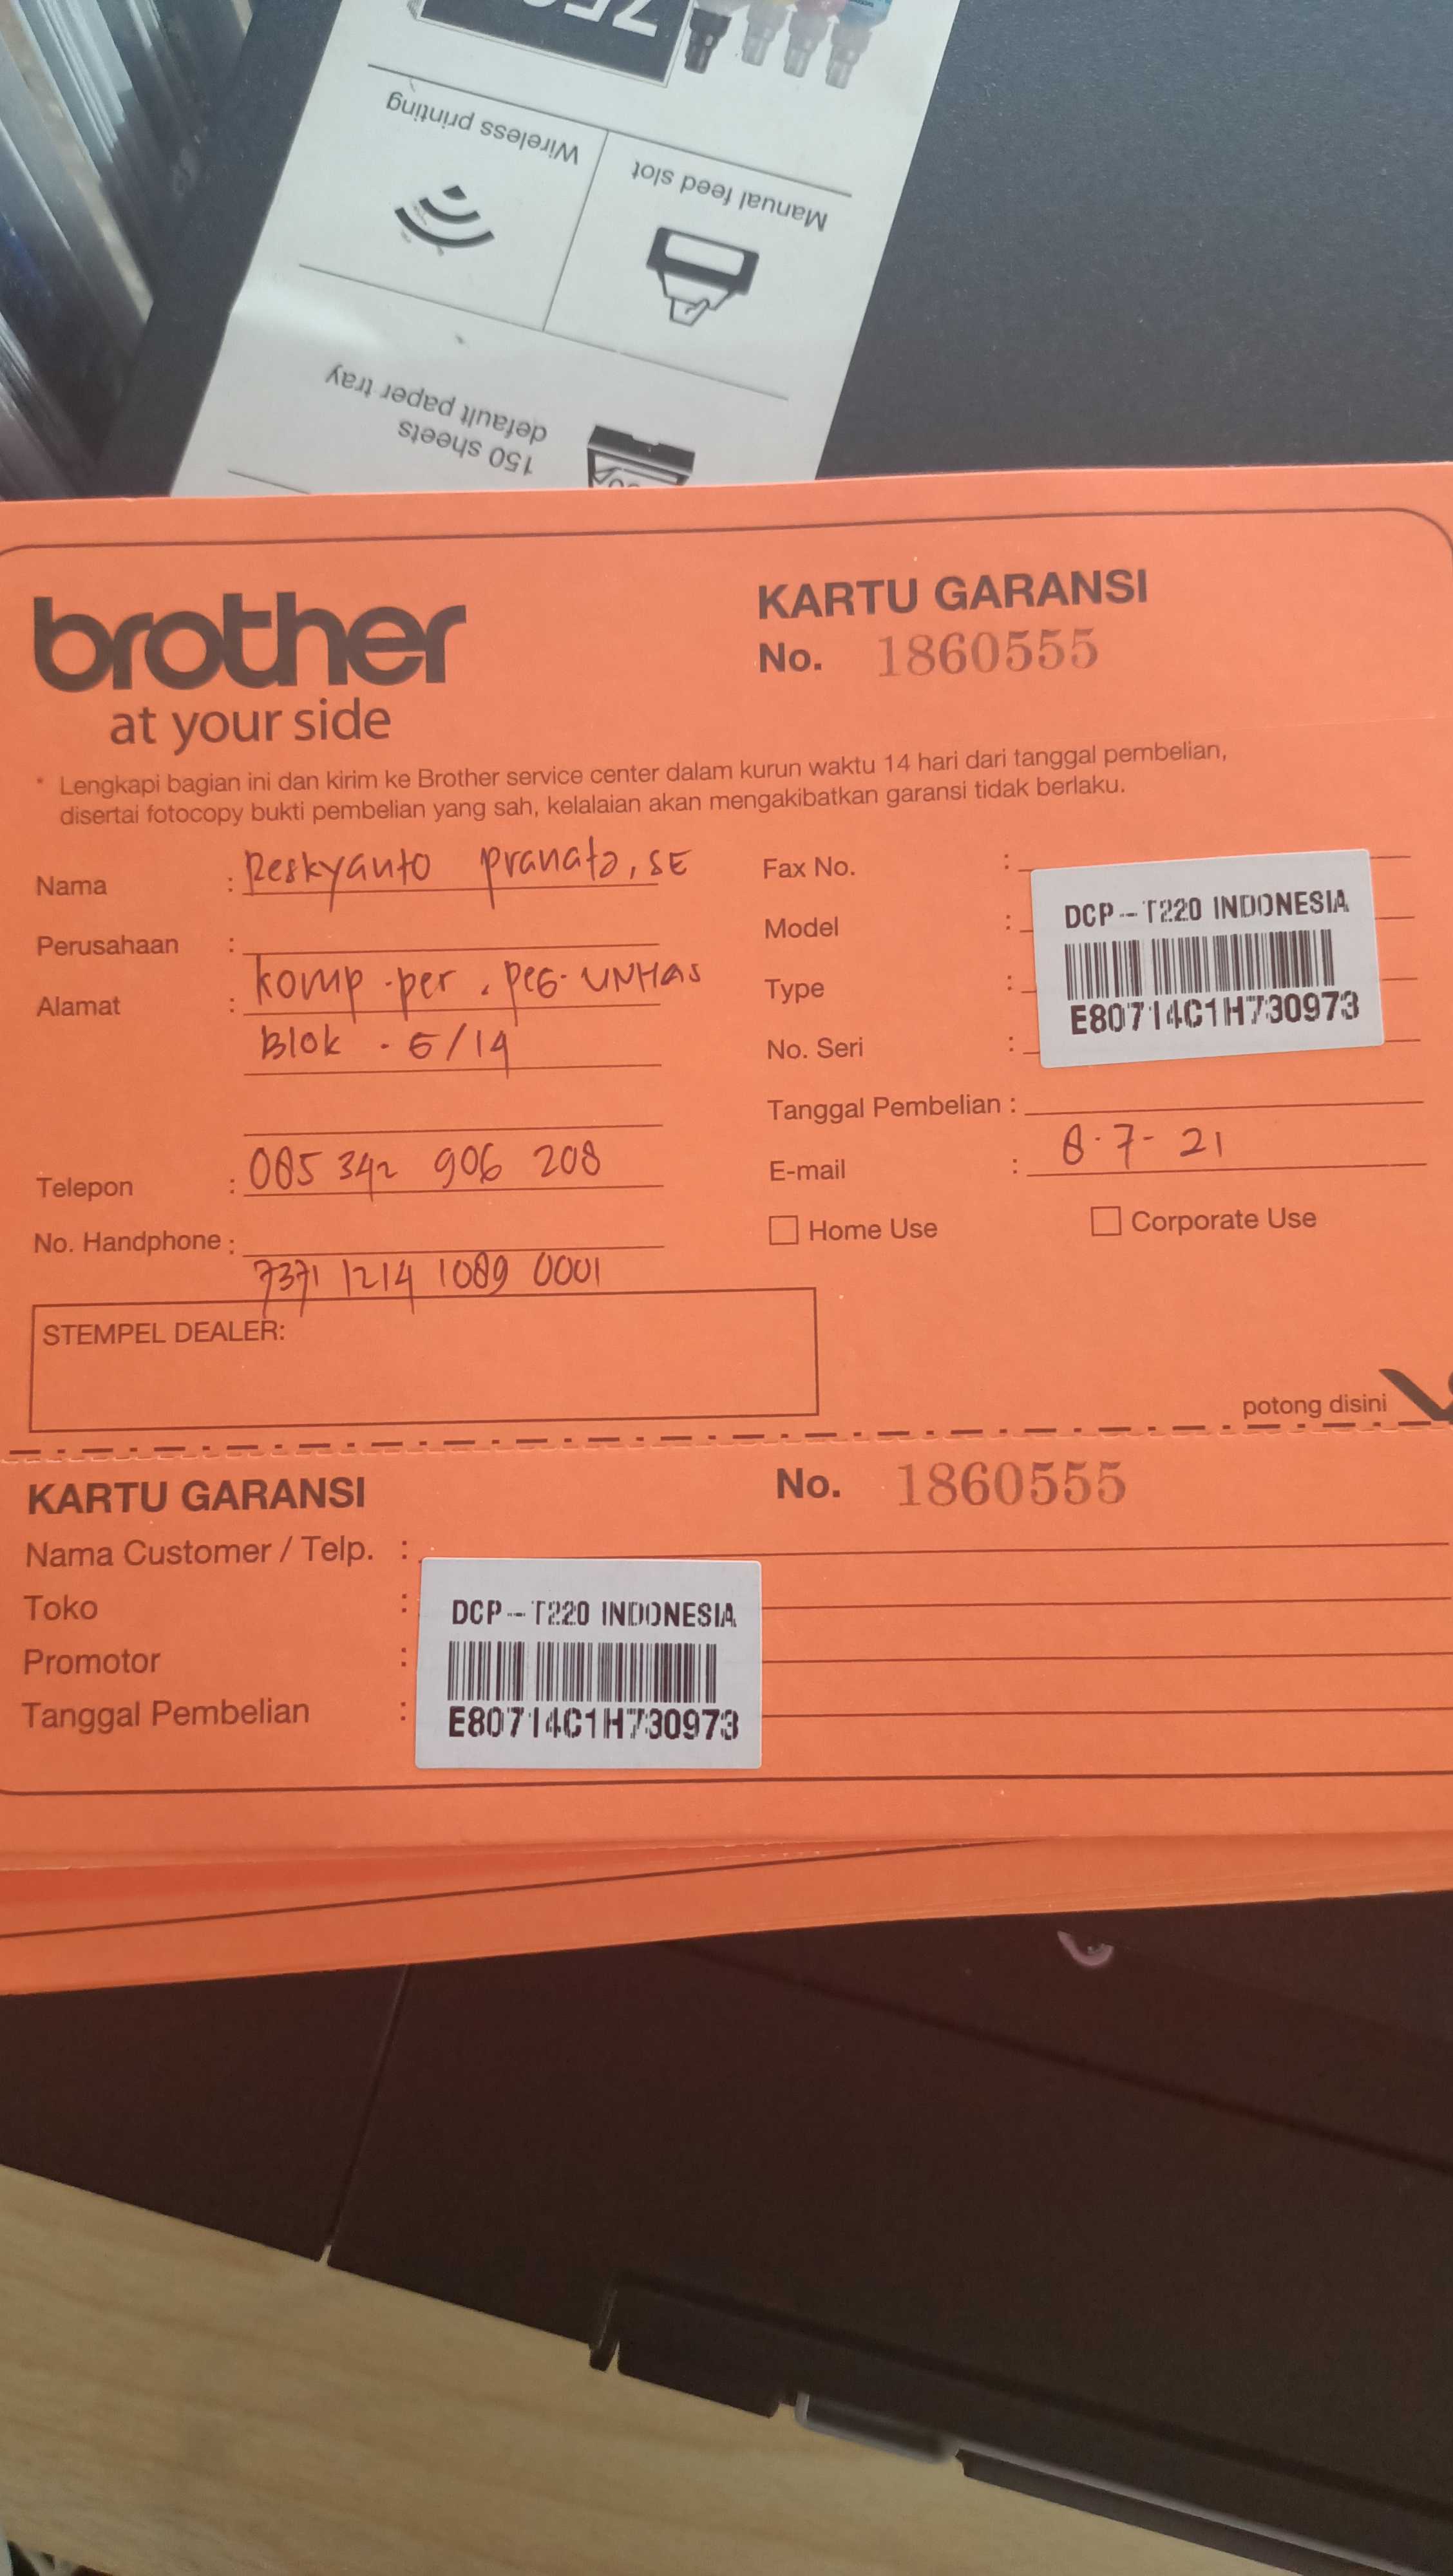 Wireless printing
Manual feed slot
150 sheets
default paper tray
brother
at your side
KARTU GARANSI
No. 1860555
* Lengkapi bagian ini dan kirim ke Brother service center dalam kurun waktu 14 hari dari tanggal pembelian,
disertai fotocopy bukti pembelian yang sah, kelalaian akan mengakibatkan garansi tidak berlaku.
Nama : Reskyanto pranata, SE
Perusahaan :
Alamat : komp.per. PEG-UNHAS
Blok . 5/14
Telepon : 085 342 906 208
No. Handphone :
7371 1214 1089 0001
STEMPEL DEALER:
Fax No. :
Model :
Type :
No. Seri :
DCP-T220 INDONESIA
E80714C1H730973
Tanggal Pembelian :
8-7-21
E-mail :
Home Use Corporate Use
potong disini
KARTU GARANSI No. 1860555
Nama Customer / Telp. :
Toko :
Promotor :
Tanggal Pembelian :
DCP-T220 INDONESIA
E80714C1H730973